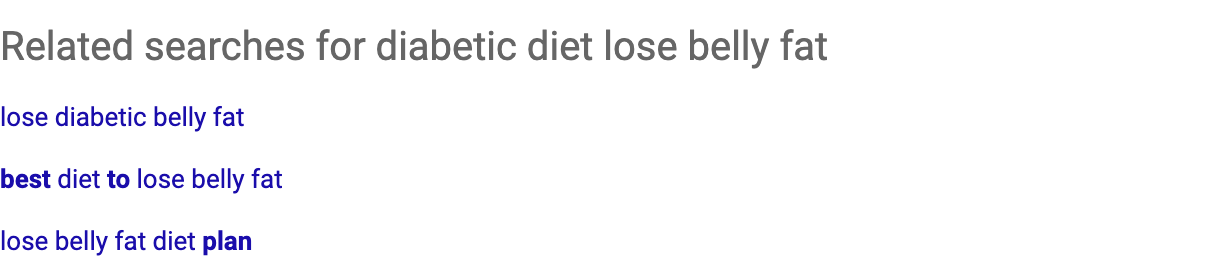 Related searches for diabetic diet lose belly fat
lose diabetic belly fat
best diet to lose belly fat
lose belly fat diet plan